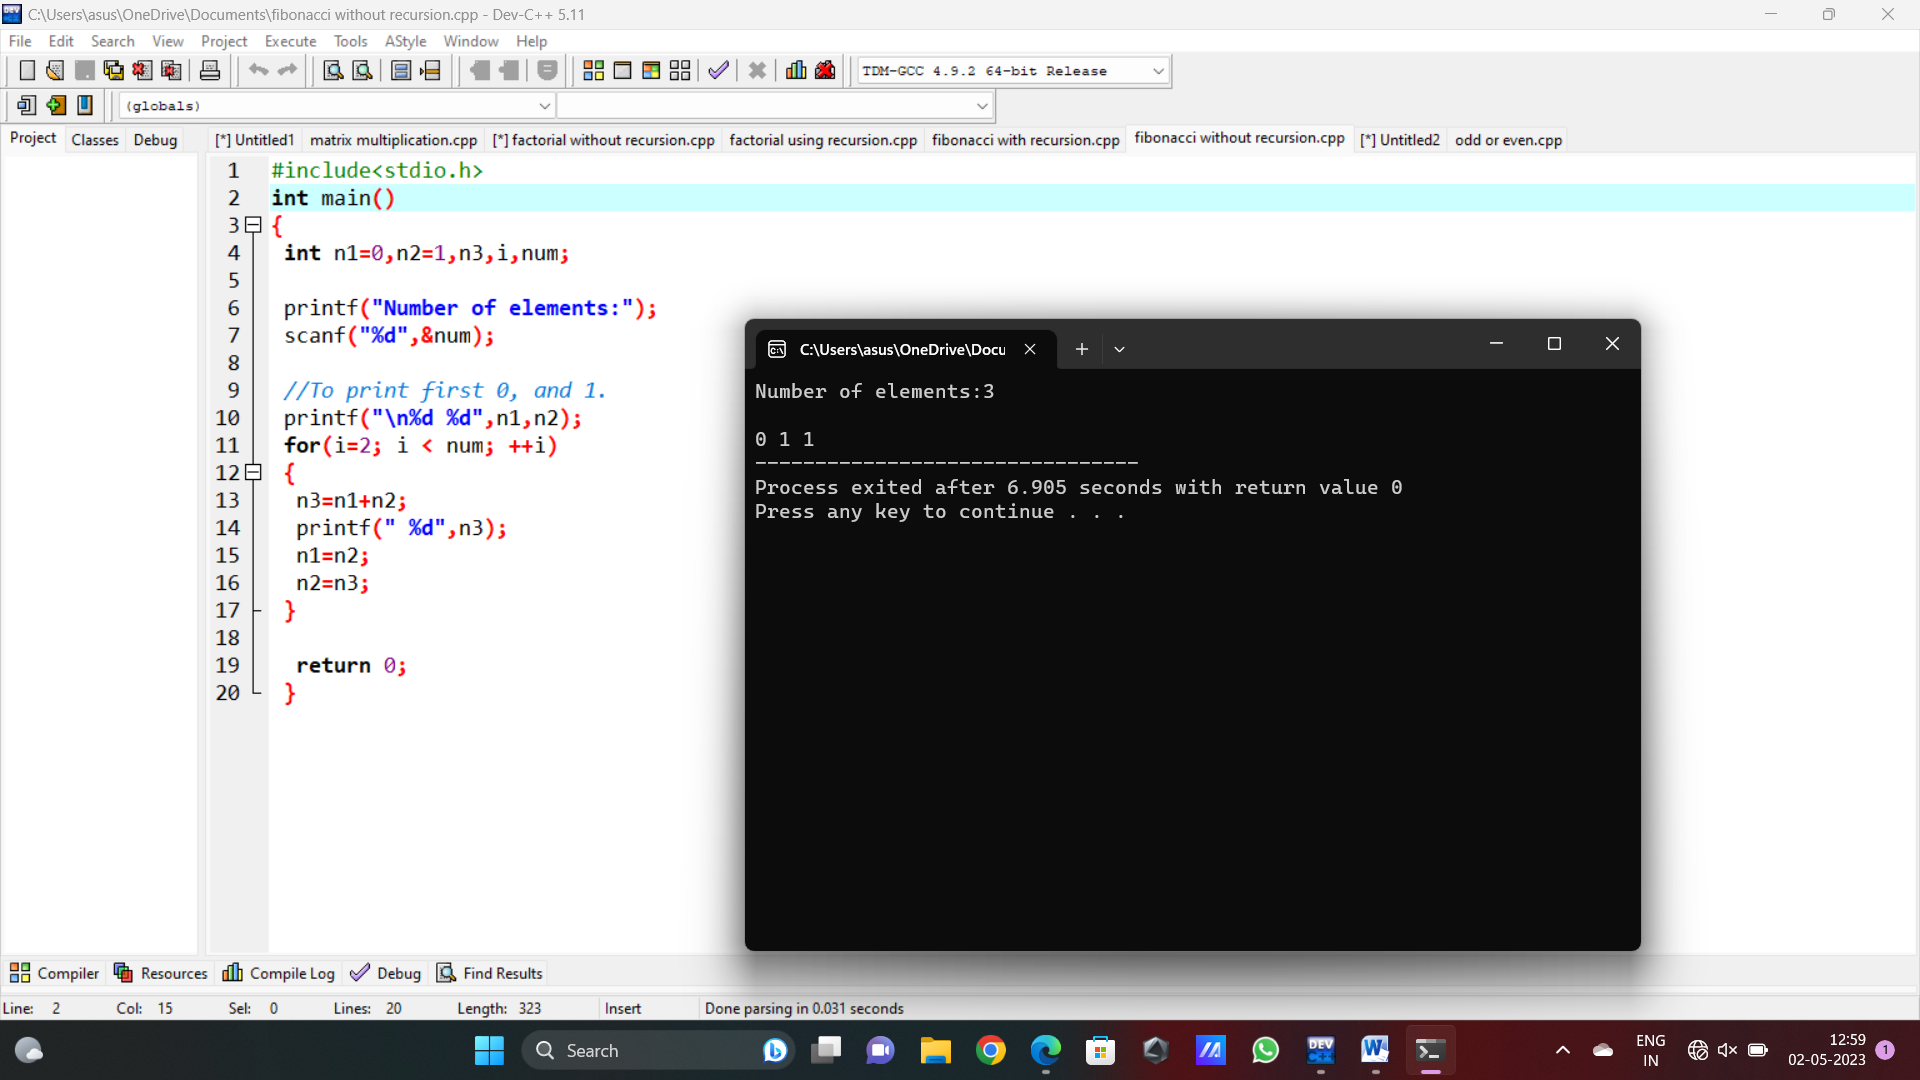 C:\Users\asus\OneDrive\Documents\fibonacci without recursion.cpp - Dev-C++ 5.11
File Edit Search View Project Execute Tools AStyle Window Help
TDM-GCC 4.9.2 64-bit Release
(globals)
Project Classes Debug
[*] Untitled1 matrix multiplication.cpp [*] factorial without recursion.cpp factorial using recursion.cpp fibonacci with recursion.cpp fibonacci without recursion.cpp [*] Untitled2 odd or even.cpp
1 #include<stdio.h>
2 int main()
3 {
4 int n1=0,n2=1,n3,i,num;
5
6 printf("Number of elements:");
7 scanf("%d",&num);
8
9 //To print first 0, and 1.
10 printf("\n%d %d",n1,n2);
11 for(i=2; i < num; ++i)
12 {
13 n3=n1+n2;
14 printf(" %d",n3);
15 n1=n2;
16 n2=n3;
17 }
18
19 return 0;
20 }
C:\Users\asus\OneDrive\Docu
Number of elements:3
0 1 1
--------------------------------
Process exited after 6.905 seconds with return value 0
Press any key to continue . . .
Compiler Resources Compile Log Debug Find Results
Line: 2 Col: 15 Sel: 0 Lines: 20 Length: 323 Insert Done parsing in 0.031 seconds
Search
DEV
C++
W
ENG
IN
12:59
02-05-2023
1